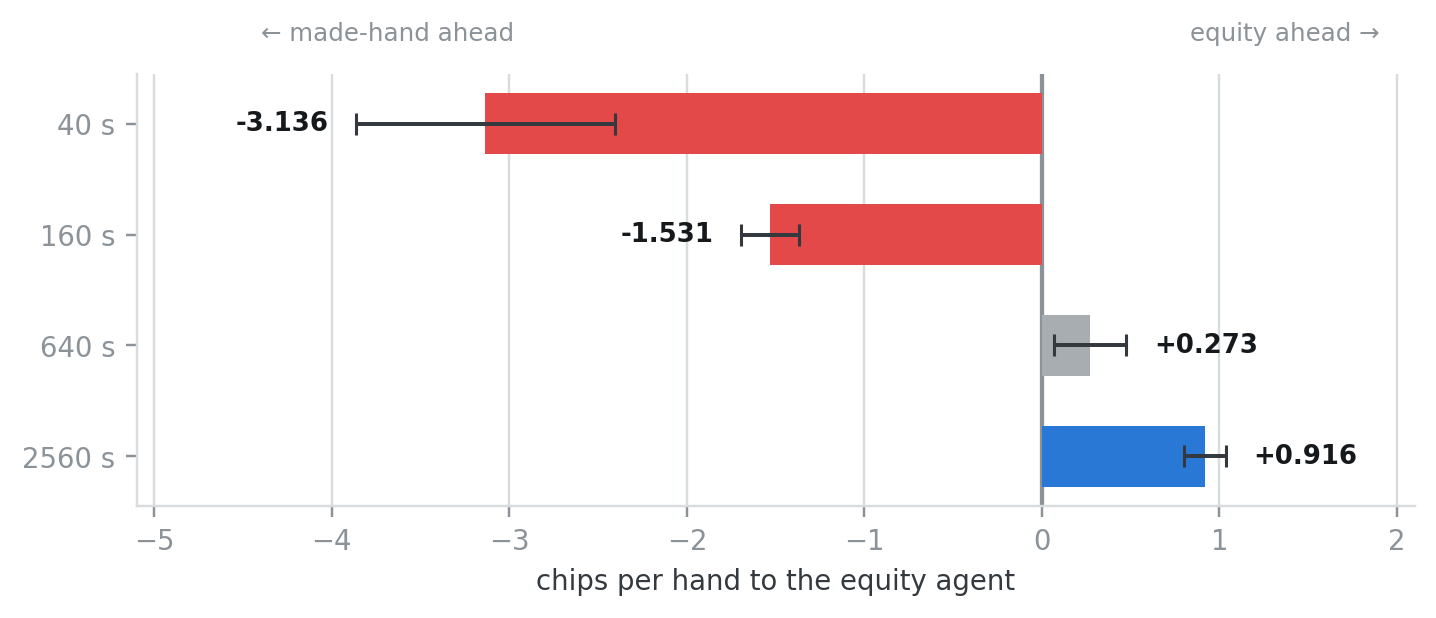 ← made-hand ahead
equity ahead →
40 s
-3.136
160 s
-1.531
640 s
+0.273
2560 s
+0.916
−5 −4 −3 −2 −1 0 1 2
chips per hand to the equity agent